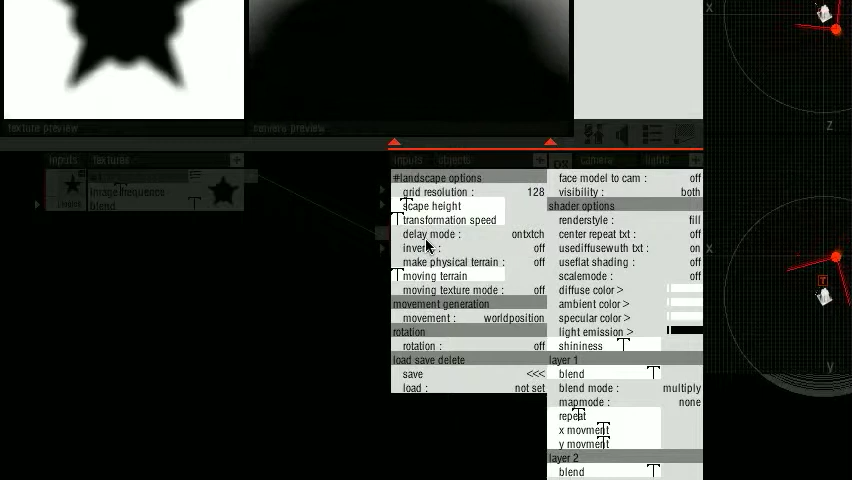 texture preview
camera preview
X
Z
inputs
textures
+
image frequence
blend
T
inputs
objects
+
camera
lights
+
#landscape options
grid resolution : 128
scape height
transformation speed
delay mode : ontxtch
invert : off
make physical terrain : off
moving terrain
moving texture mode : off
movement generation
movement : worldposition
rotation
rotation : off
load save delete
save <<<
load : not set
face model to cam : off
visibility : both
shader options
renderstyle : fill
center repeat txt : off
usediffusewuth txt : on
useflat shading : off
scalemode : off
diffuse color >
ambient color >
specular color >
light emission >
shininess
layer 1
blend
blend mode : multiply
mapmode : none
repeat
x movment
y movment
layer 2
blend
X
T
y